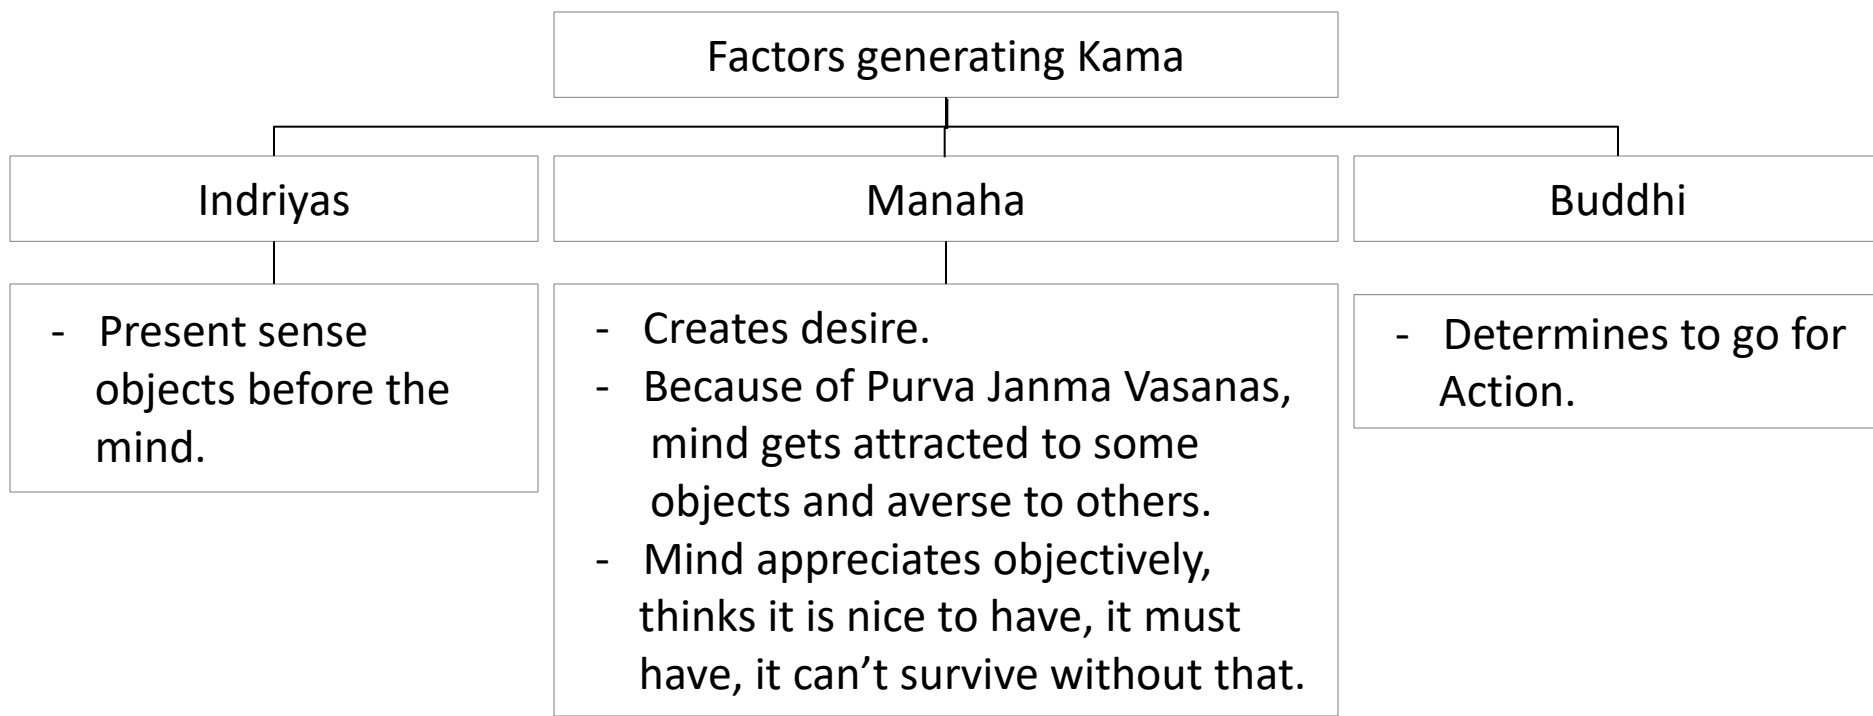 Factors generating Kama
Indriyas
Manaha
Buddhi
- Present sense
objects before the
mind.
- Creates desire.
- Because of Purva Janma Vasanas,
mind gets attracted to some
objects and averse to others.
- Mind appreciates objectively,
thinks it is nice to have, it must
have, it can’t survive without that.
- Determines to go for
Action.